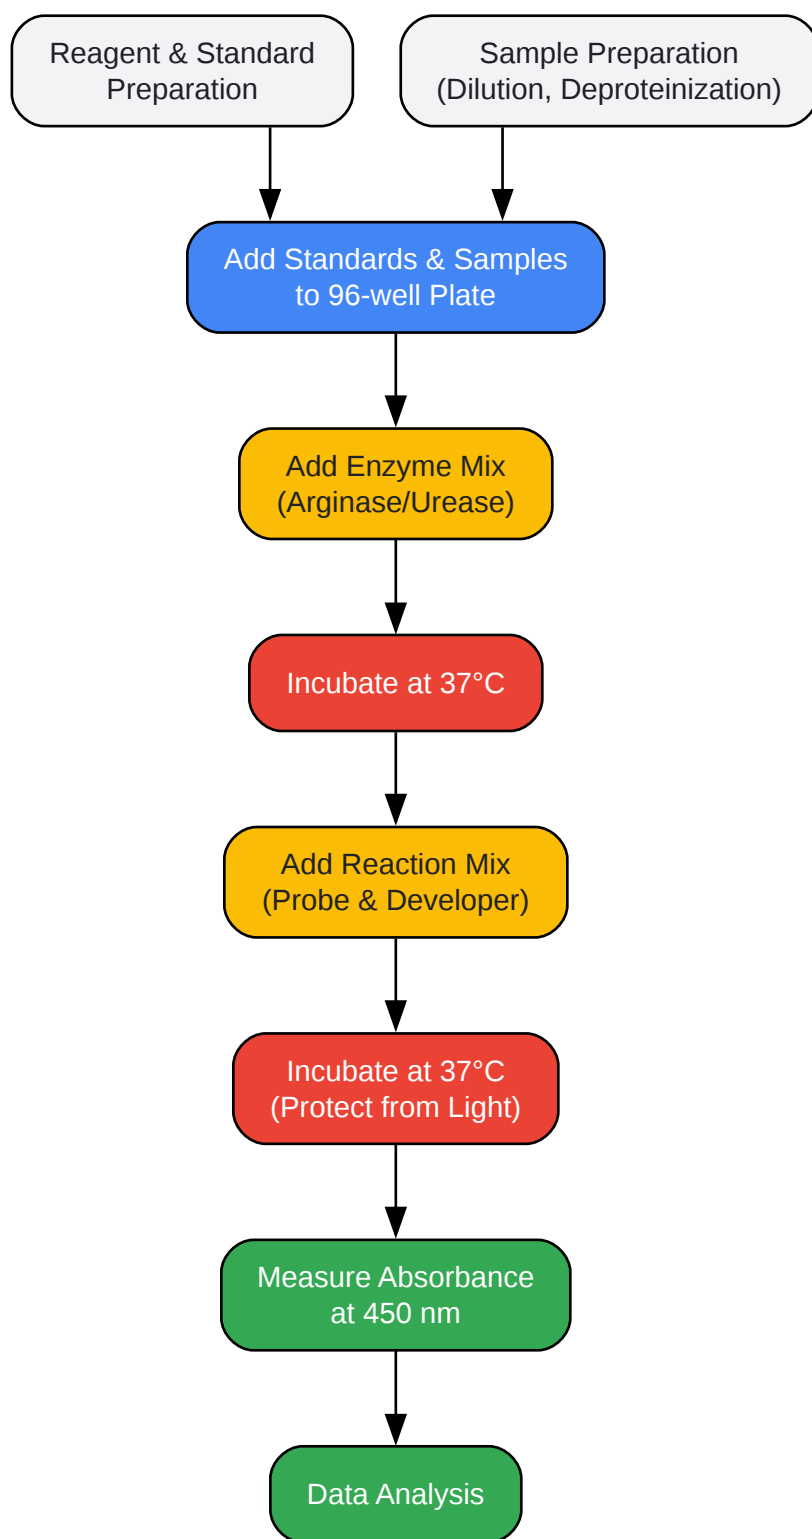 Reagent & Standard
Preparation
Sample Preparation
(Dilution, Deproteinization)
Add Standards & Samples
to 96-well Plate
Add Enzyme Mix
(Arginase/Urease)
Incubate at 37°C
Add Reaction Mix
(Probe & Developer)
Incubate at 37°C
(Protect from Light)
Measure Absorbance
at 450 nm
Data Analysis